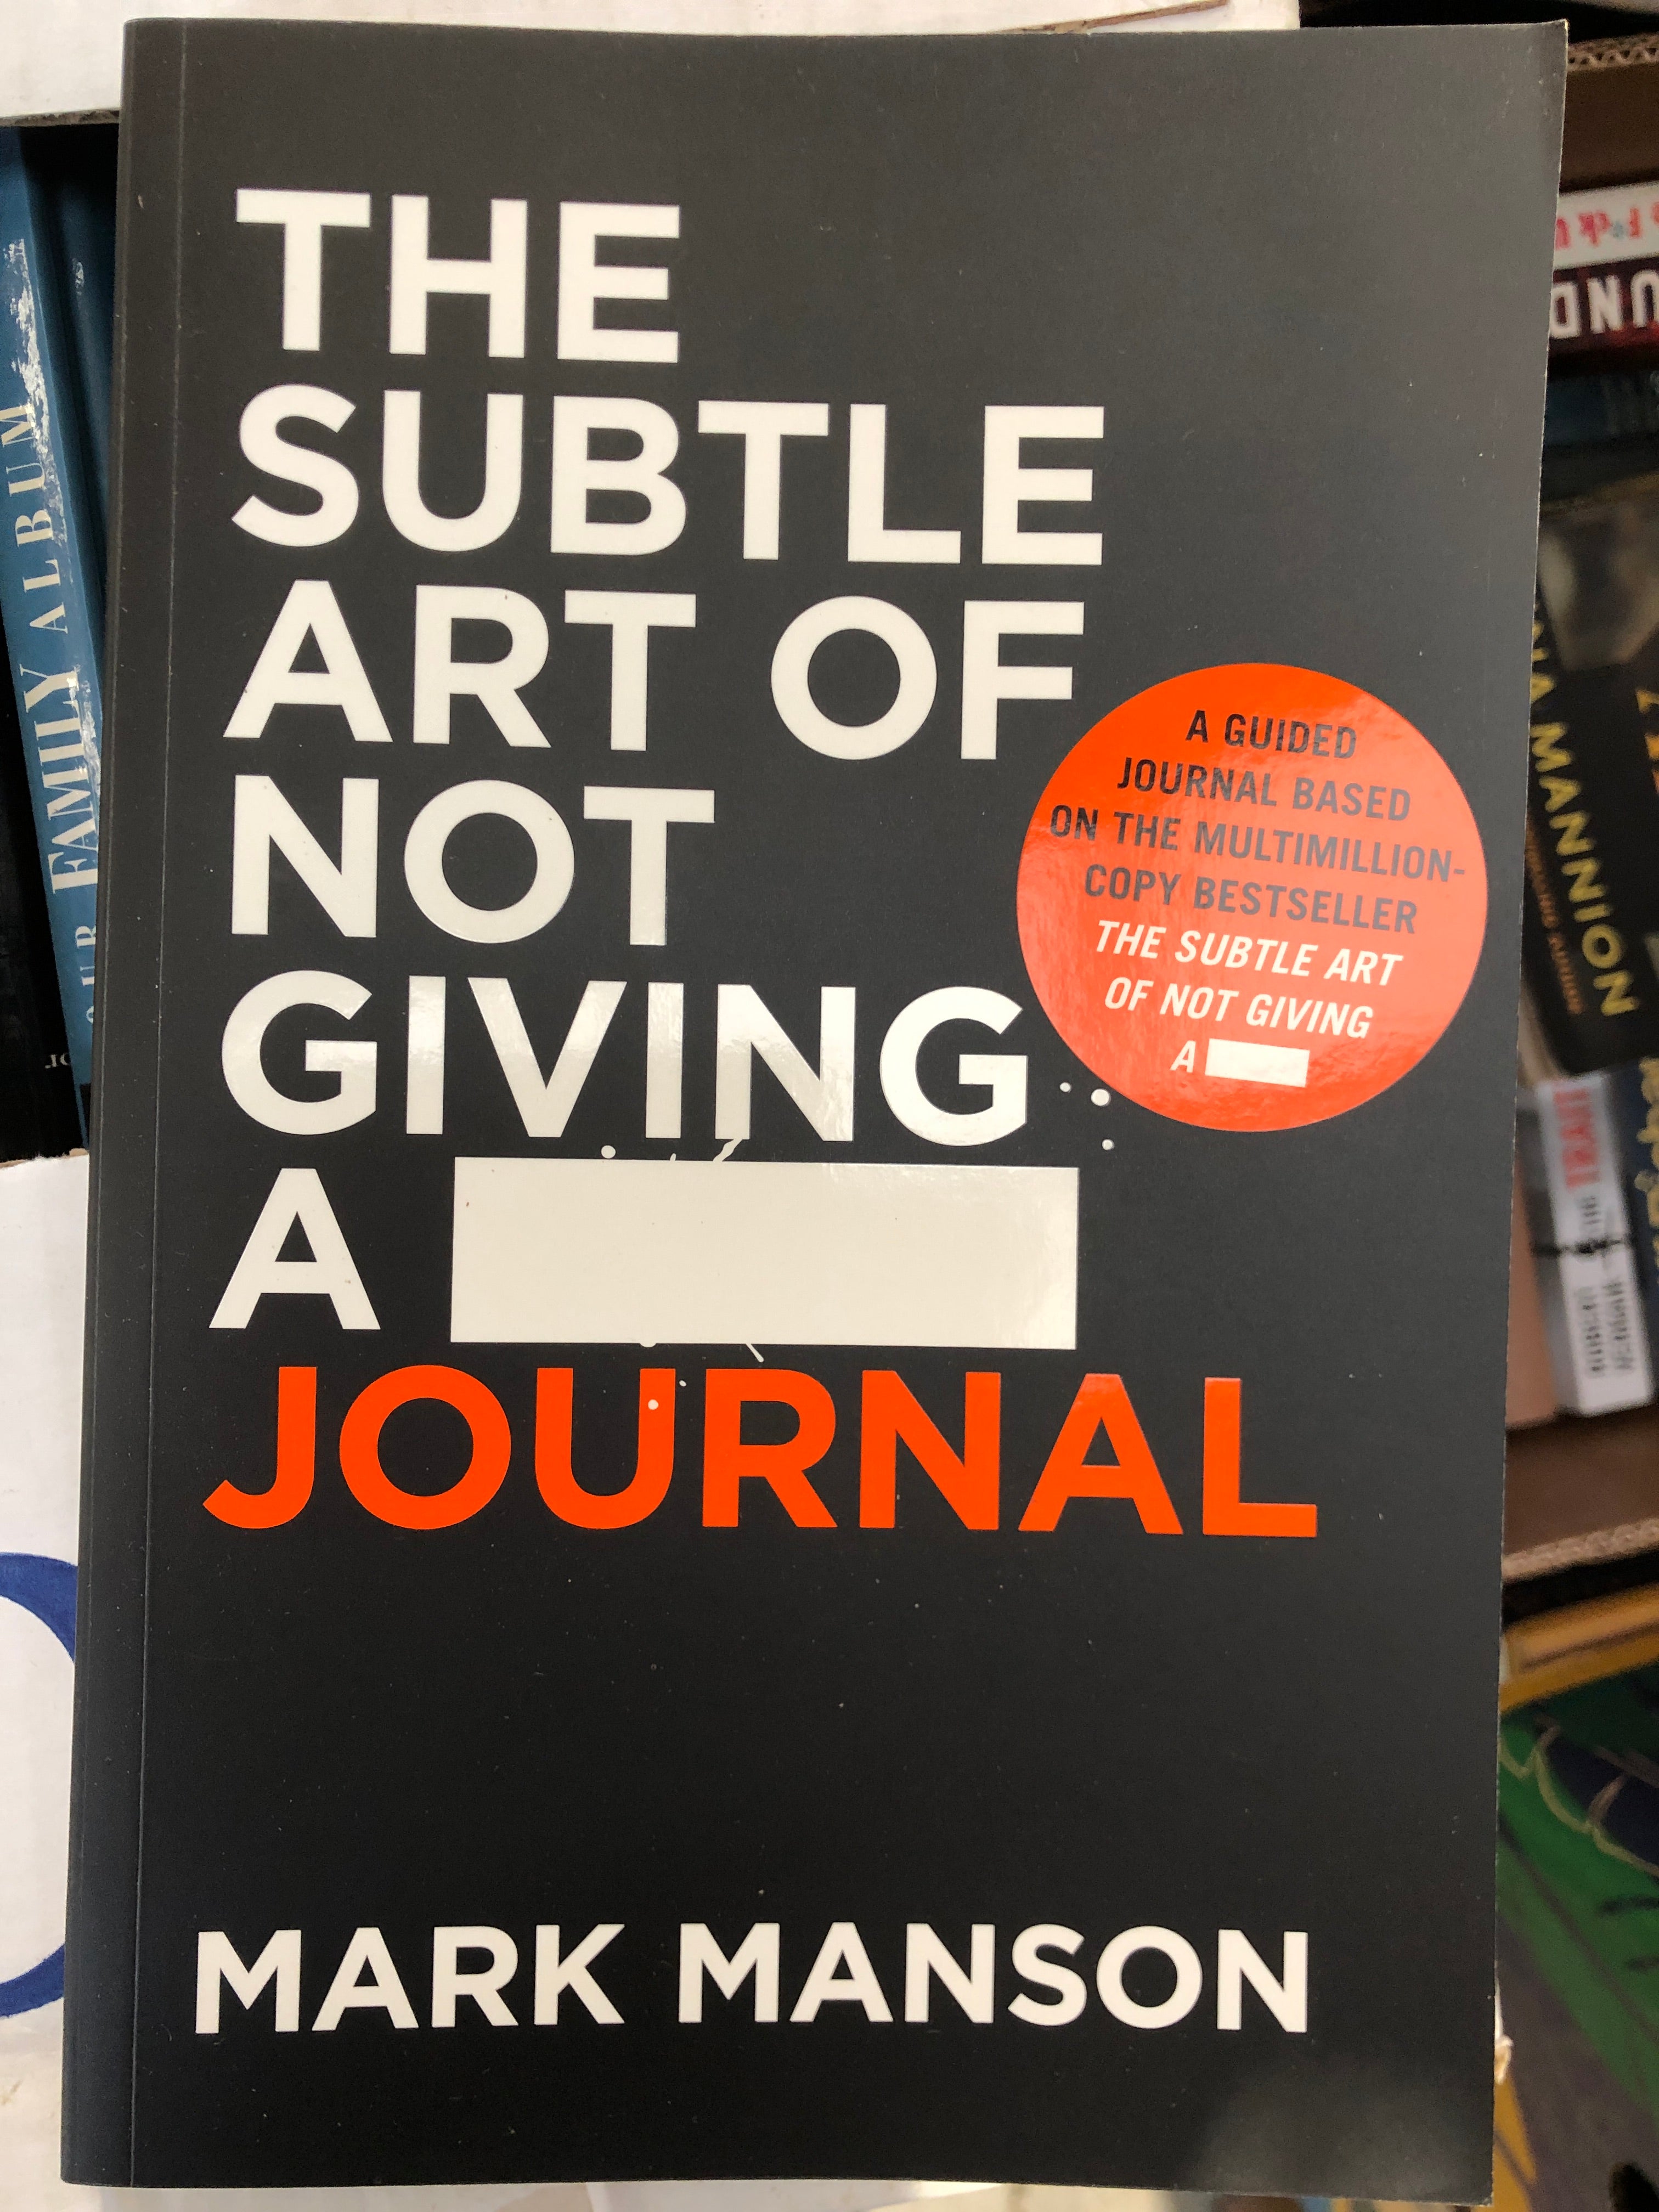 THE
SUBTLE
ART OF
NOT
GIVING
A
JOURNAL
A GUIDED
JOURNAL BASED
ON THE MULTIMILLION-
COPY BESTSELLER
THE SUBTLE ART
OF NOT GIVING
A
MARK MANSON
OUR FAMILY ALBUM
MANNION